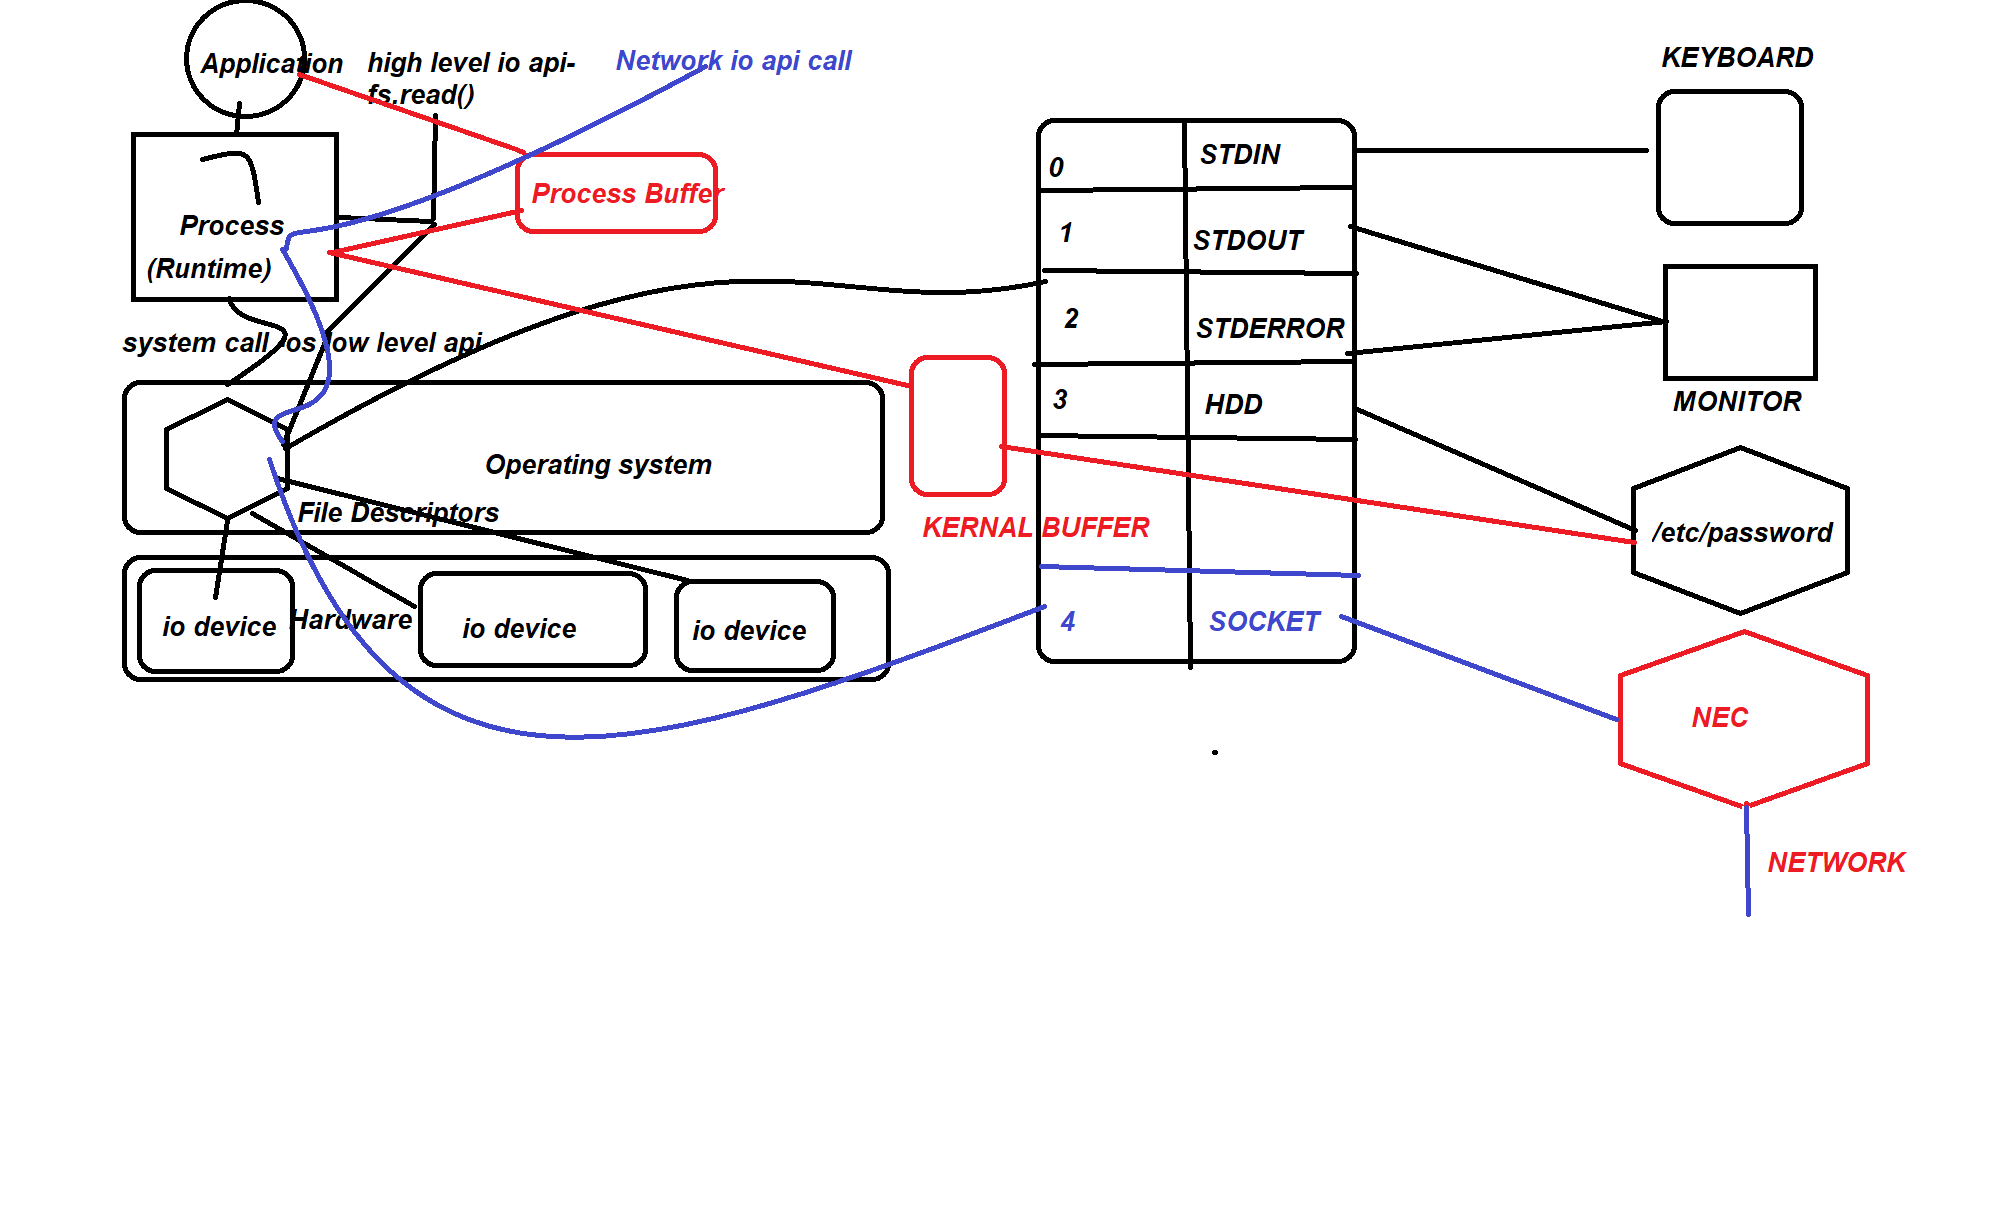 Application
high level io api-
fs.read()
Network io api call
Process Buffer
Process
(Runtime)
system call ios low level api
Operating system
File Descriptors
io device
Hardware
io device
io device
KERNAL BUFFER
0 STDIN
1 STDOUT
2 STDERROR
3 HDD
4 SOCKET
KEYBOARD
MONITOR
/etc/password
NEC
NETWORK